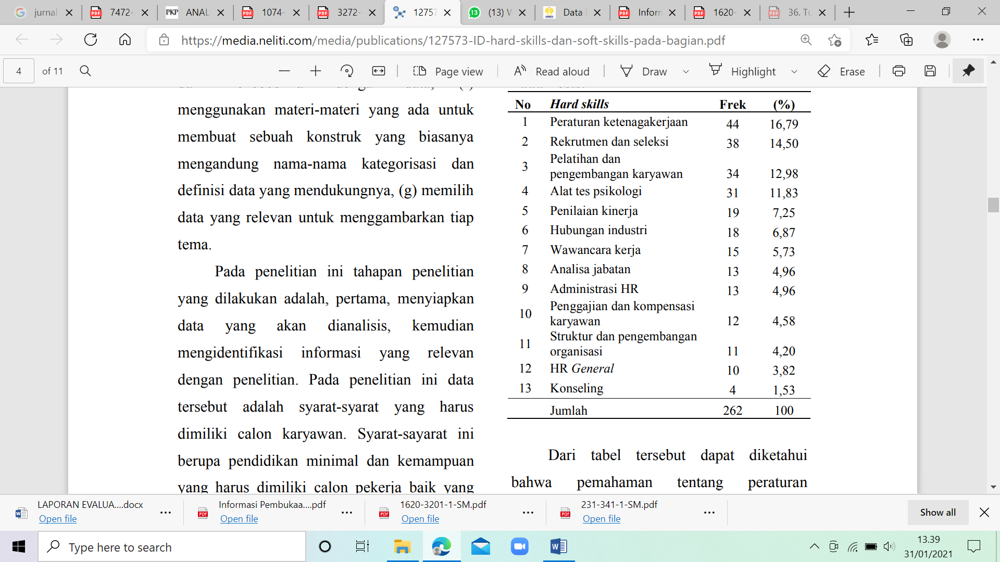 jurnal
7472-
PKP ANAL
1074-
3272-
12757
(13) W
Data
Inform
1620-
36. Tu
https://media.neliti.com/media/publications/127573-ID-hard-skills-dan-soft-skills-pada-bagian.pdf
4 of 11
Page view
Read aloud
Draw
Highlight
Erase
menggunakan materi-materi yang ada untuk
membuat sebuah konstruk yang biasanya
mengandung nama-nama kategorisasi dan
definisi data yang mendukungnya, (g) memilih
data yang relevan untuk menggambarkan tiap
tema.
Pada penelitian ini tahapan penelitian
yang dilakukan adalah, pertama, menyiapkan
data yang akan dianalisis, kemudian
mengidentifikasi informasi yang relevan
dengan penelitian. Pada penelitian ini data
tersebut adalah syarat-syarat yang harus
dimiliki calon karyawan. Syarat-sayarat ini
berupa pendidikan minimal dan kemampuan
yang harus dimiliki calon pekerja baik yang
No Hard skills Frek (%)
1 Peraturan ketenagakerjaan 44 16,79
2 Rekrutmen dan seleksi 38 14,50
3 Pelatihan dan
pengembangan karyawan 34 12,98
4 Alat tes psikologi 31 11,83
5 Penilaian kinerja 19 7,25
6 Hubungan industri 18 6,87
7 Wawancara kerja 15 5,73
8 Analisa jabatan 13 4,96
9 Administrasi HR 13 4,96
10 Penggajian dan kompensasi
karyawan 12 4,58
11 Struktur dan pengembangan
organisasi 11 4,20
12 HR General 10 3,82
13 Konseling 4 1,53
Jumlah 262 100
Dari tabel tersebut dapat diketahui
bahwa pemahaman tentang peraturan
LAPORAN EVALUA....docx
Open file
Informasi Pembukaa....pdf
Open file
1620-3201-1-SM.pdf
Open file
231-341-1-SM.pdf
Open file
Show all
Type here to search
13.39
31/01/2021